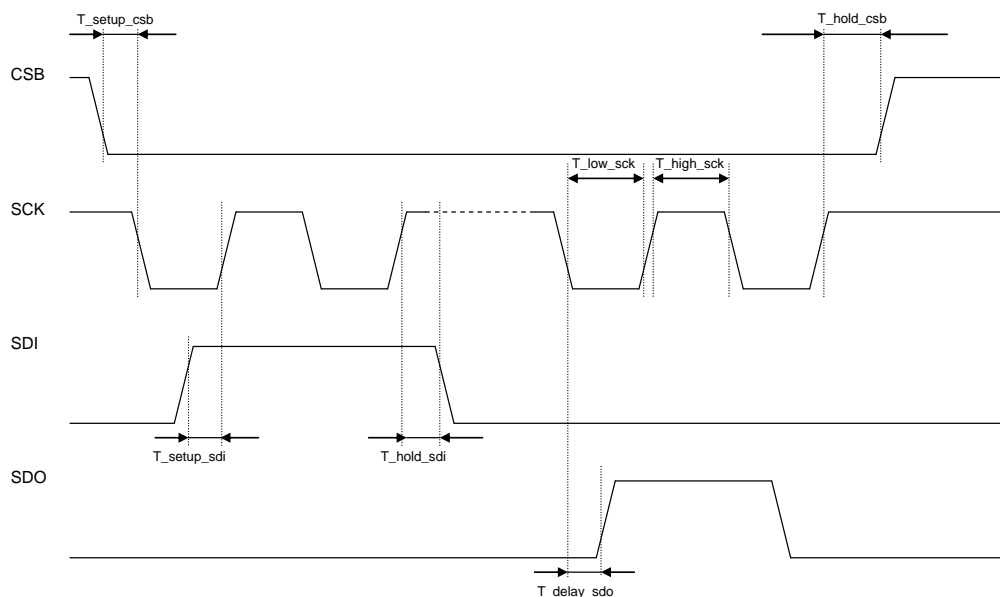 T_setup_csb
T_hold_csb
CSB
T_low_sck
T_high_sck
SCK
SDI
T_setup_sdi
T_hold_sdi
SDO
T_delay_sdo